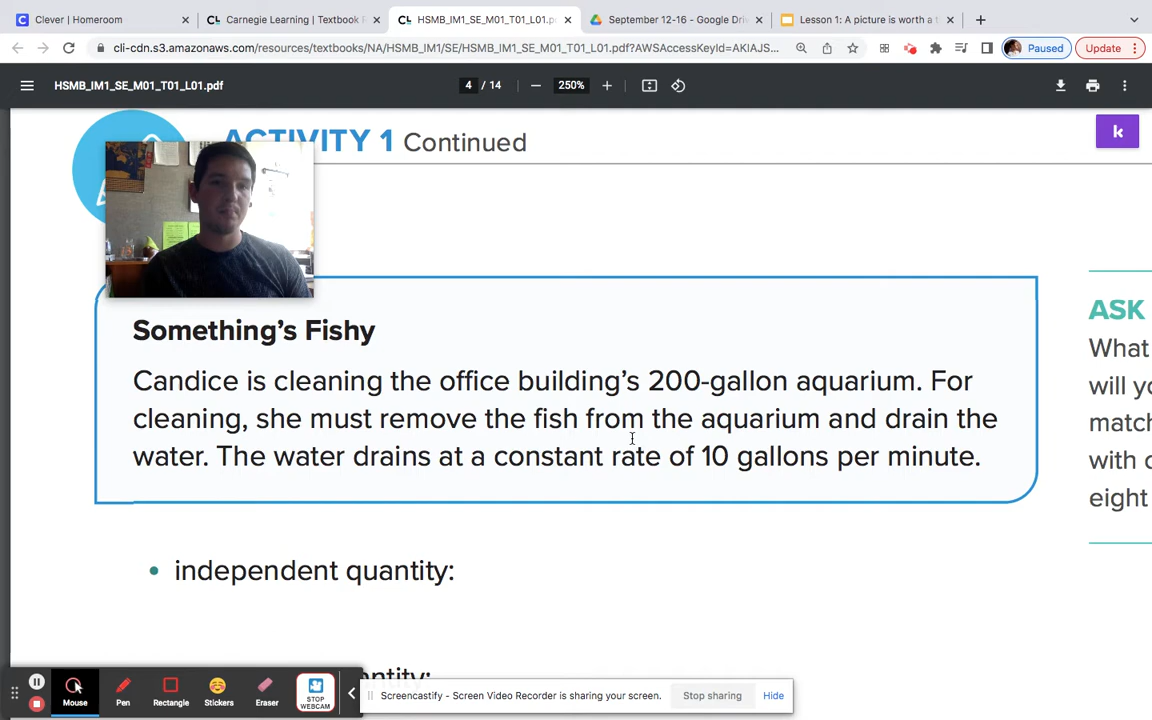 Clever | Homeroom
Carnegie Learning | Textbook
HSMB_IM1_SE_M01_T01_L01.p
September 12-16 - Google Dri
Lesson 1: A picture is worth a
cli-cdn.s3.amazonaws.com/resources/textbooks/NA/HSMB_IM1/SE/HSMB_IM1_SE_M01_T01_L01.pdf?AWSAccessKeyId=AKIAJS...
Paused
Update
HSMB_IM1_SE_M01_T01_L01.pdf
4 / 14
250%
ACTIVITY 1 Continued
k
Something's Fishy
Candice is cleaning the office building's 200-gallon aquarium. For
cleaning, she must remove the fish from the aquarium and drain the
water. The water drains at a constant rate of 10 gallons per minute.
ASK
What
will yo
match
with
eight
• independent quantity:
ntity:
Mouse
Pen
Rectangle
Stickers
Eraser
STOP
WEBCAM
Screencastify - Screen Video Recorder is sharing your screen.
Stop sharing
Hide